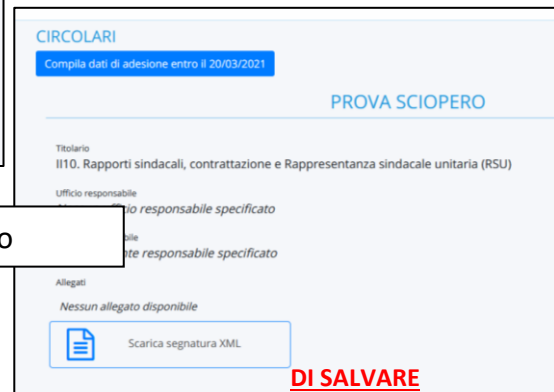 CIRCOLARI
Compila dati di adesione entro il 20/03/2021
PROVA SCIOPERO
Titolario
II10. Rapporti sindacali, contrattazione e Rappresentanza sindacale unitaria (RSU)
Ufficio responsabile
responsabile specificato
o
responsabile specificato
Allegati
Nessun allegato disponibile
Scarica segnatura XML
DI SALVARE